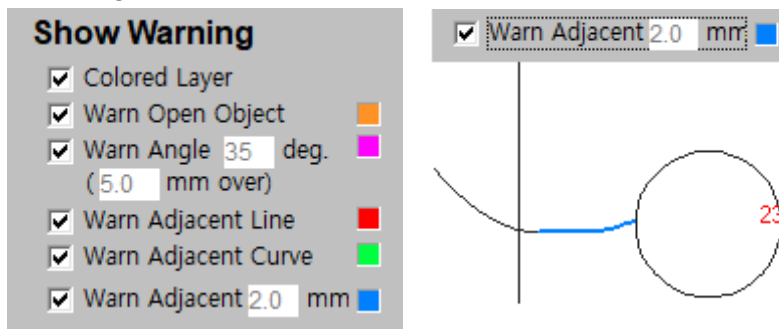 Show Warning
Colored Layer
Warn Open Object
Warn Angle 35 deg.
( 5.0 mm over)
Warn Adjacent Line
Warn Adjacent Curve
Warn Adjacent 2.0 mm
Warn Adjacent 2.0 mm
23